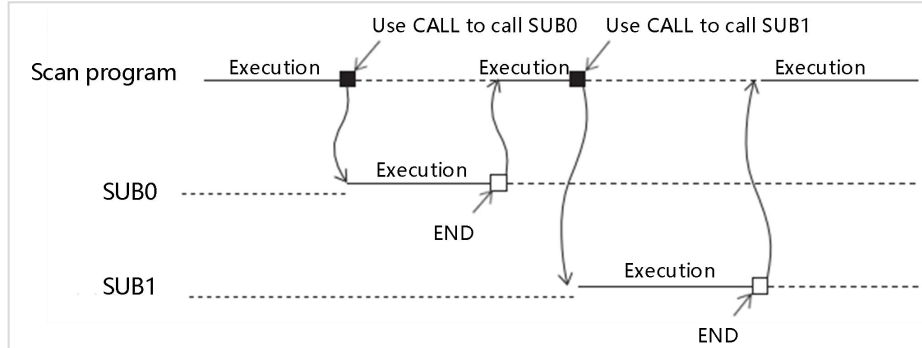 Use CALL to call SUB0
Use CALL to call SUB1
Scan program
Execution
Execution
Execution
SUB0
Execution
END
SUB1
Execution
END